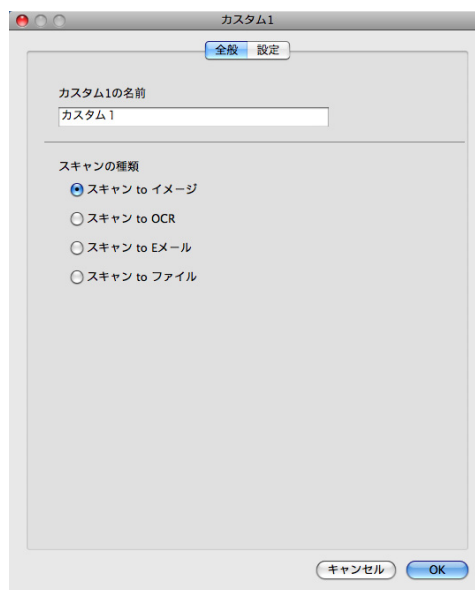 カスタム1
全般 設定
カスタム1の名前
カスタム 1
スキャンの種類
スキャン to イメージ
スキャン to OCR
スキャン to Eメール
スキャン to ファイル
キャンセル OK